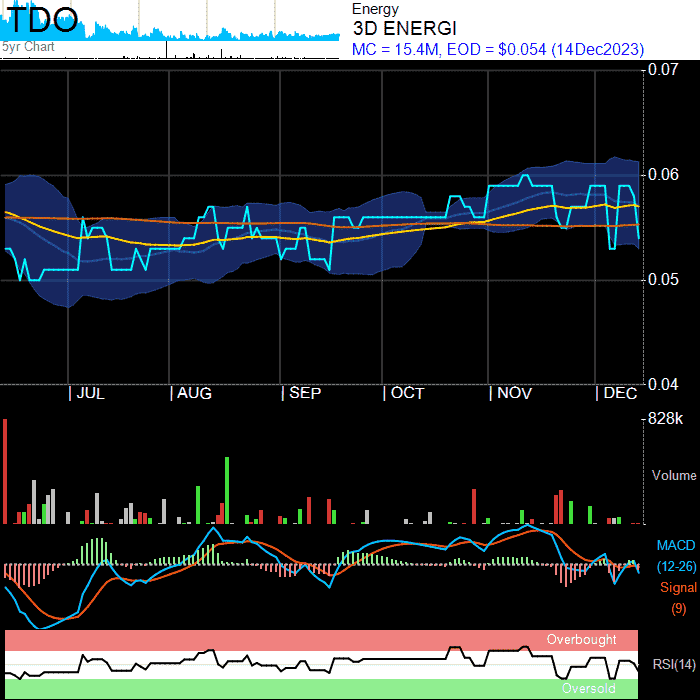 TDO
5yr Chart
Energy
3D ENERGI
MC = 15.4M, EOD = $0.054 (14Dec2023)
0.07
0.06
0.05
0.04
JUL
AUG
SEP
OCT
NOV
DEC
828k
Volume
MACD
(12-26)
Signal
(9)
Overbought
RSI(14)
Oversold